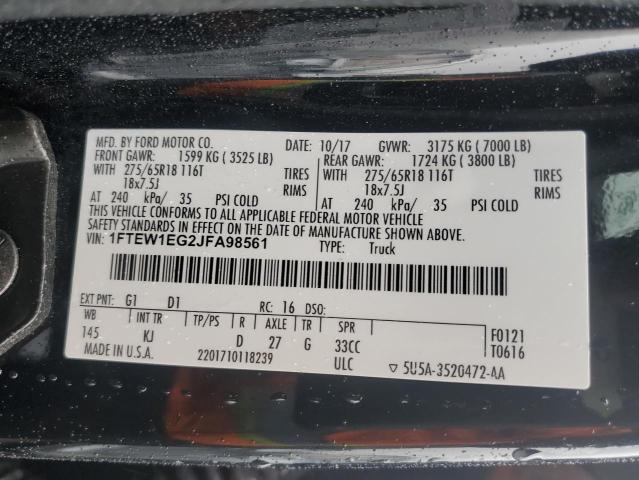 MFD. BY FORD MOTOR CO. DATE: 10/17 GVWR: 3175 KG ( 7000 LB)
FRONT GAWR: 1599 KG ( 3525 LB) REAR GAWR: 1724 KG ( 3800 LB)
WITH 275/65R18 116T TIRES WITH 275/65R18 116T TIRES
18x7.5J RIMS 18x7.5J RIMS
AT 240 kPa/ 35 PSI COLD AT 240 kPa/ 35 PSI COLD
THIS VEHICLE CONFORMS TO ALL APPLICABLE FEDERAL MOTOR VEHICLE
SAFETY STANDARDS IN EFFECT ON THE DATE OF MANUFACTURE SHOWN ABOVE.
VIN: 1FTEW1EG2JFA98561 TYPE: Truck
EXT PNT: G1 D1 RC: 16 DSO: F0121
WB INT TR TP/PS R AXLE TR SPR T0616
145 KJ D 27 G 33CC
MADE IN U.S.A. 2201710118239 ULC ▽ 5U5A-3520472-AA